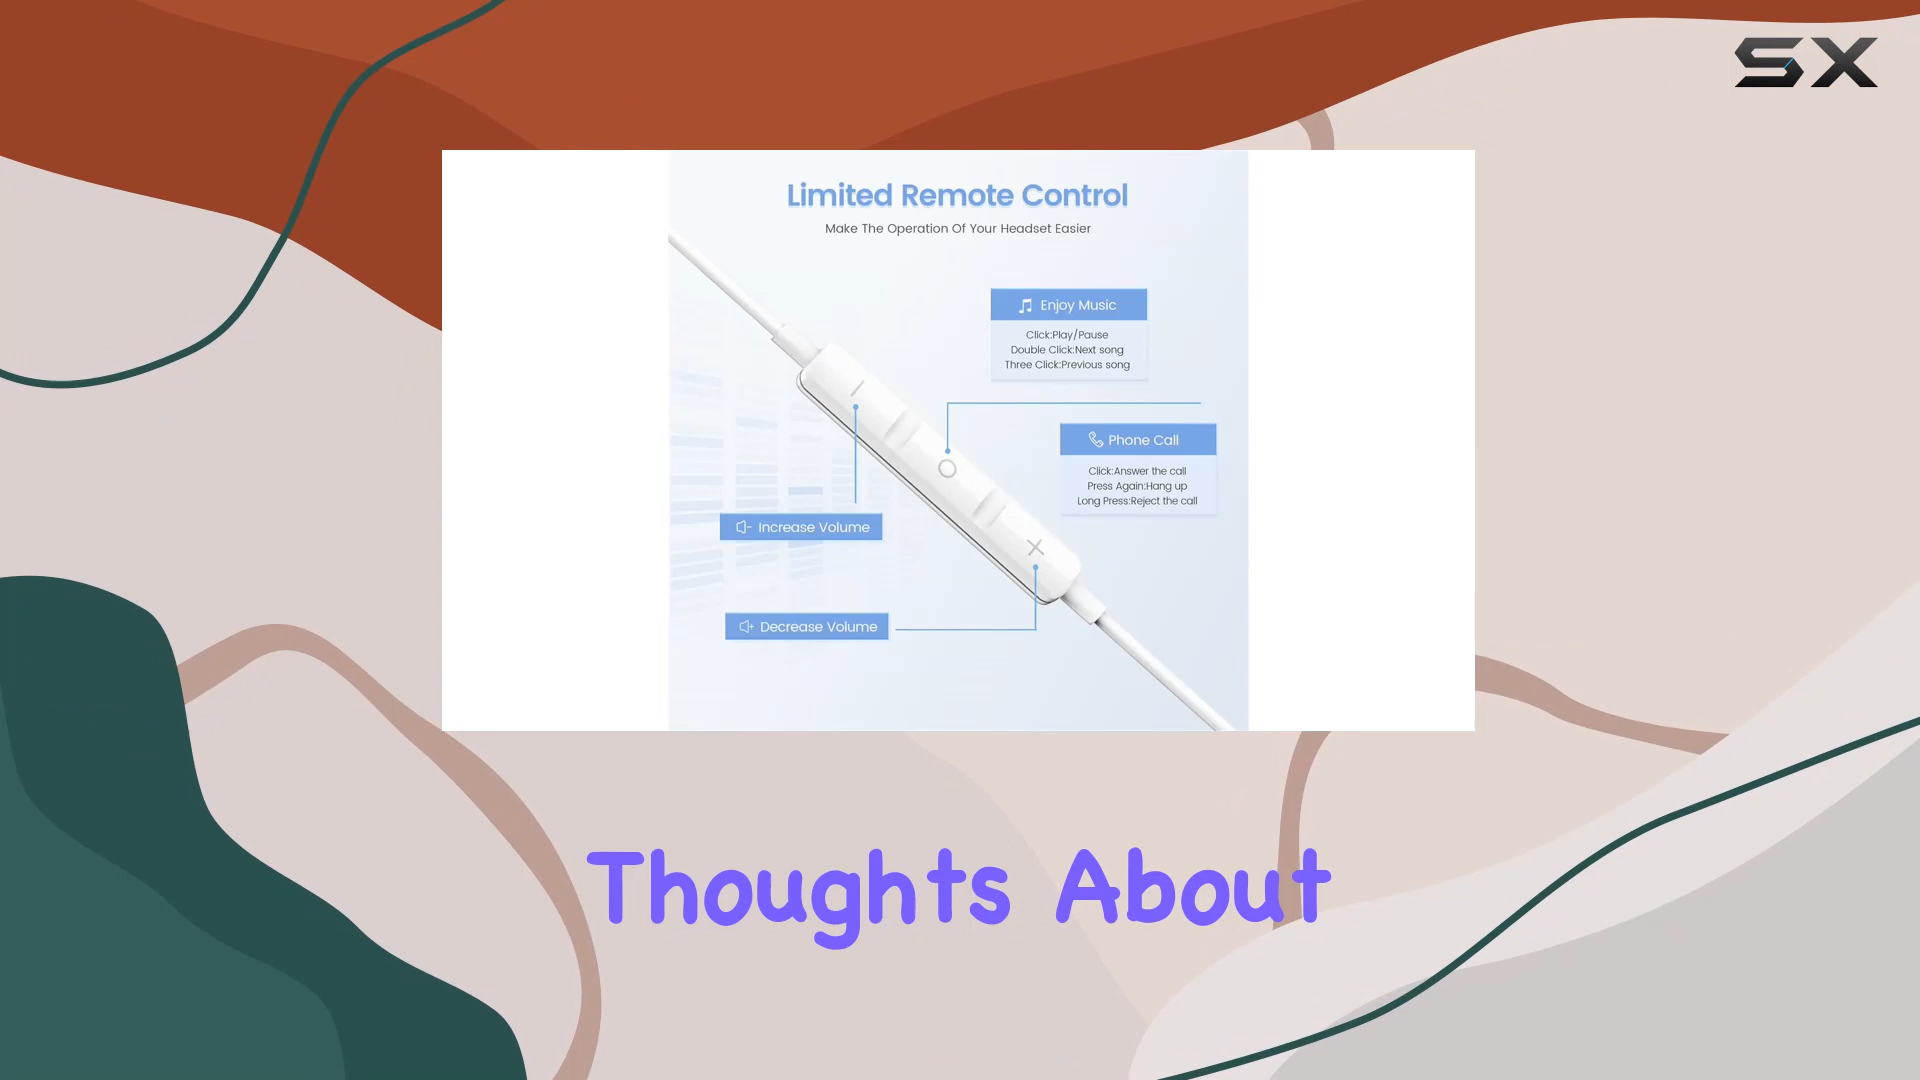 SX
Limited Remote Control
Make The Operation Of Your Headset Easier
Enjoy Music
Click:Play/Pause
Double Click:Next song
Three Click:Previous song
Phone Call
Click:Answer the call
Press Again:Hang up
Long Press:Reject the call
Increase Volume
Decrease Volume
Thoughts About